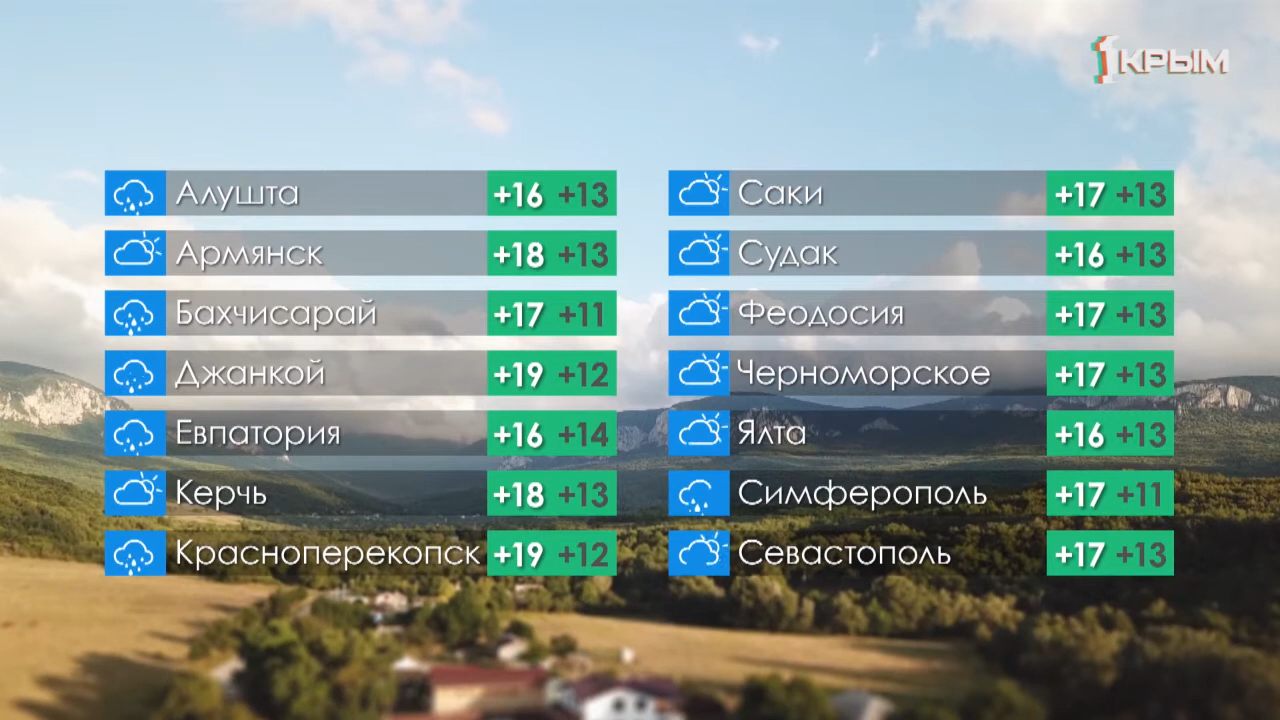 1КРЫМ
Алушта +16 +13
Армянск +18 +13
Бахчисарай +17 +11
Джанкой +19 +12
Евпатория +16 +14
Керчь +18 +13
Красноперекопск +19 +12
Саки +17 +13
Судак +16 +13
Феодосия +17 +13
Черноморское +17 +13
Ялта +16 +13
Симферополь +17 +11
Севастополь +17 +13